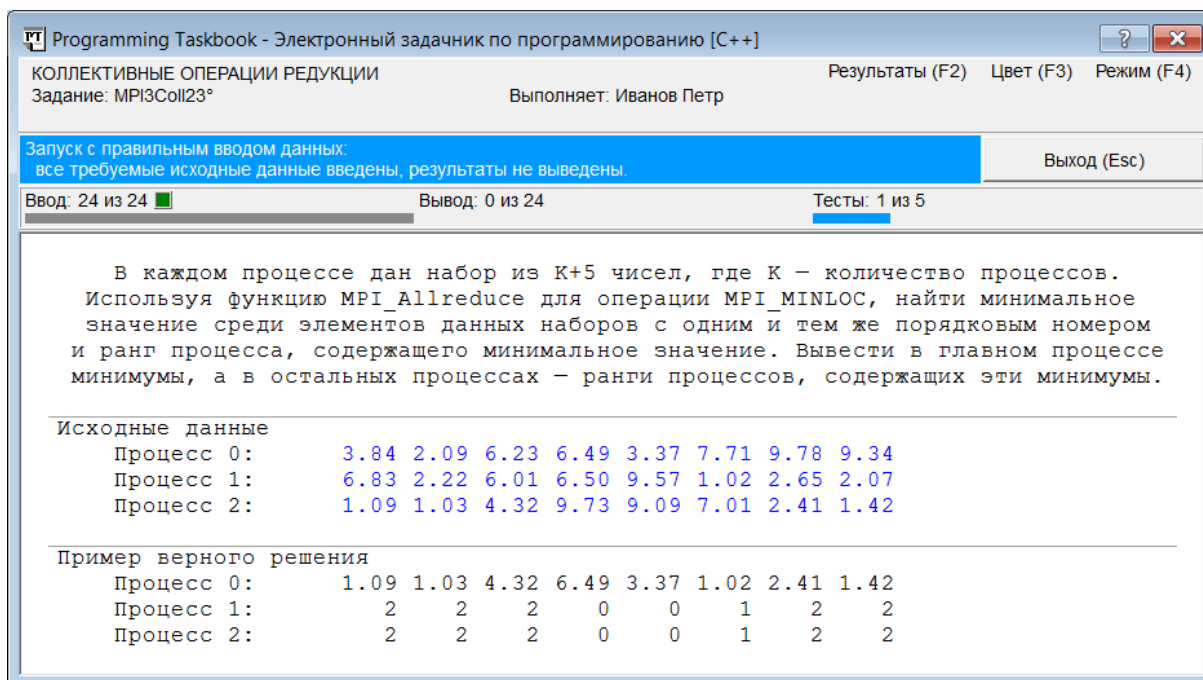 Programming Taskbook - Электронный задачник по программированию [C++]
КОЛЛЕКТИВНЫЕ ОПЕРАЦИИ РЕДУКЦИИ
Результаты (F2) Цвет (F3) Режим (F4)
Задание: MPI3Coll23° Выполняет: Иванов Петр
Запуск с правильным вводом данных:
все требуемые исходные данные введены, результаты не выведены.
Выход (Esc)
Ввод: 24 из 24 Вывод: 0 из 24 Тесты: 1 из 5
В каждом процессе дан набор из K+5 чисел, где K — количество процессов.
Используя функцию MPI_Allreduce для операции MPI_MINLOC, найти минимальное
значение среди элементов данных наборов с одним и тем же порядковым номером
и ранг процесса, содержащего минимальное значение. Вывести в главном процессе
минимумы, а в остальных процессах — ранги процессов, содержащих эти минимумы.
Исходные данные
Процесс 0: 3.84 2.09 6.23 6.49 3.37 7.71 9.78 9.34
Процесс 1: 6.83 2.22 6.01 6.50 9.57 1.02 2.65 2.07
Процесс 2: 1.09 1.03 4.32 9.73 9.09 7.01 2.41 1.42
Пример верного решения
Процесс 0: 1.09 1.03 4.32 6.49 3.37 1.02 2.41 1.42
Процесс 1: 2 2 2 0 0 1 2 2
Процесс 2: 2 2 2 0 0 1 2 2